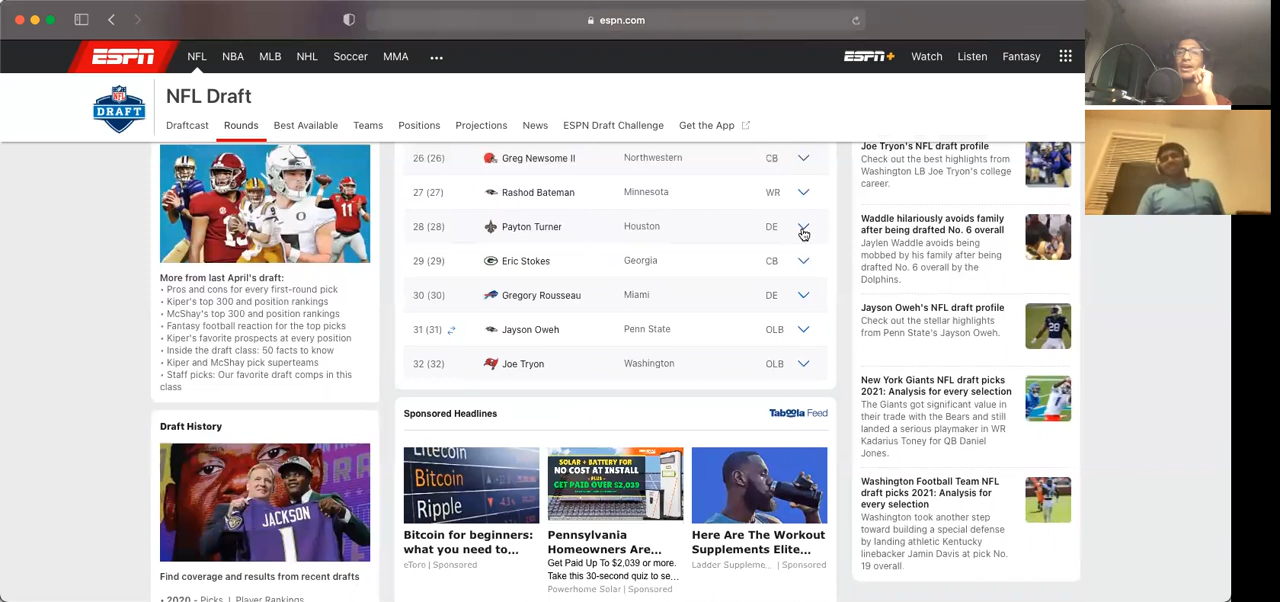 espn.com
ESPN NFL NBA MLB NHL Soccer MMA ••• ESPN+ Watch Listen Fantasy
NFL DRAFT
NFL Draft
Draftcast Rounds Best Available Teams Positions Projections News ESPN Draft Challenge Get the App
More from last April's draft:
• Pros and cons for every first-round pick
• Kiper's top 300 and position rankings
• McShay's top 300 and position rankings
• Fantasy football reaction for the top picks
• Kiper's favorite prospects at every position
• Inside the draft class: 50 facts to know
• Kiper and McShay pick superteams
• Staff picks: Our favorite draft comps in this
class
Draft History
JACKSON
1
Find coverage and results from recent drafts
• 2020 - Picks | Player Rankings
26 (26) Greg Newsome II Northwestern CB
27 (27) Rashod Bateman Minnesota WR
28 (28) Payton Turner Houston DE
29 (29) Eric Stokes Georgia CB
30 (30) Gregory Rousseau Miami DE
31 (31) Jayson Oweh Penn State OLB
32 (32) Joe Tryon Washington OLB
Sponsored Headlines Taboola Feed
Litecoin
Bitcoin
Ripple
Bitcoin for beginners:
what you need to...
eToro | Sponsored
SOLAR + BATTERY FOR
NO COST AT INSTALL
PLUS
GET PAID OVER $2,039
Pennsylvania
Homeowners Are...
Get Paid Up To $2,039 or more.
Take this 30-second quiz to se...
Powerhome Solar | Sponsored
Here Are The Workout
Supplements Elite...
Ladder Suppleme... | Sponsored
Joe Tryon's NFL draft profile
Check out the best highlights from
Washington LB Joe Tryon's college
career.
Waddle hilariously avoids family
after being drafted No. 6 overall
Jaylen Waddle avoids being
mobbed by his family after being
drafted No. 6 overall by the
Dolphins.
Jayson Oweh's NFL draft profile
Check out the stellar highlights
from Penn State's Jayson Oweh.
28
New York Giants NFL draft picks
2021: Analysis for every selection
The Giants got significant value in
their trade with the Bears and still
landed a serious playmaker in WR
Kadarius Toney for QB Daniel
Jones.
Washington Football Team NFL
draft picks 2021: Analysis for
every selection
Washington took another step
toward building a special defense
by landing athletic Kentucky
linebacker Jamin Davis at pick No.
19 overall.